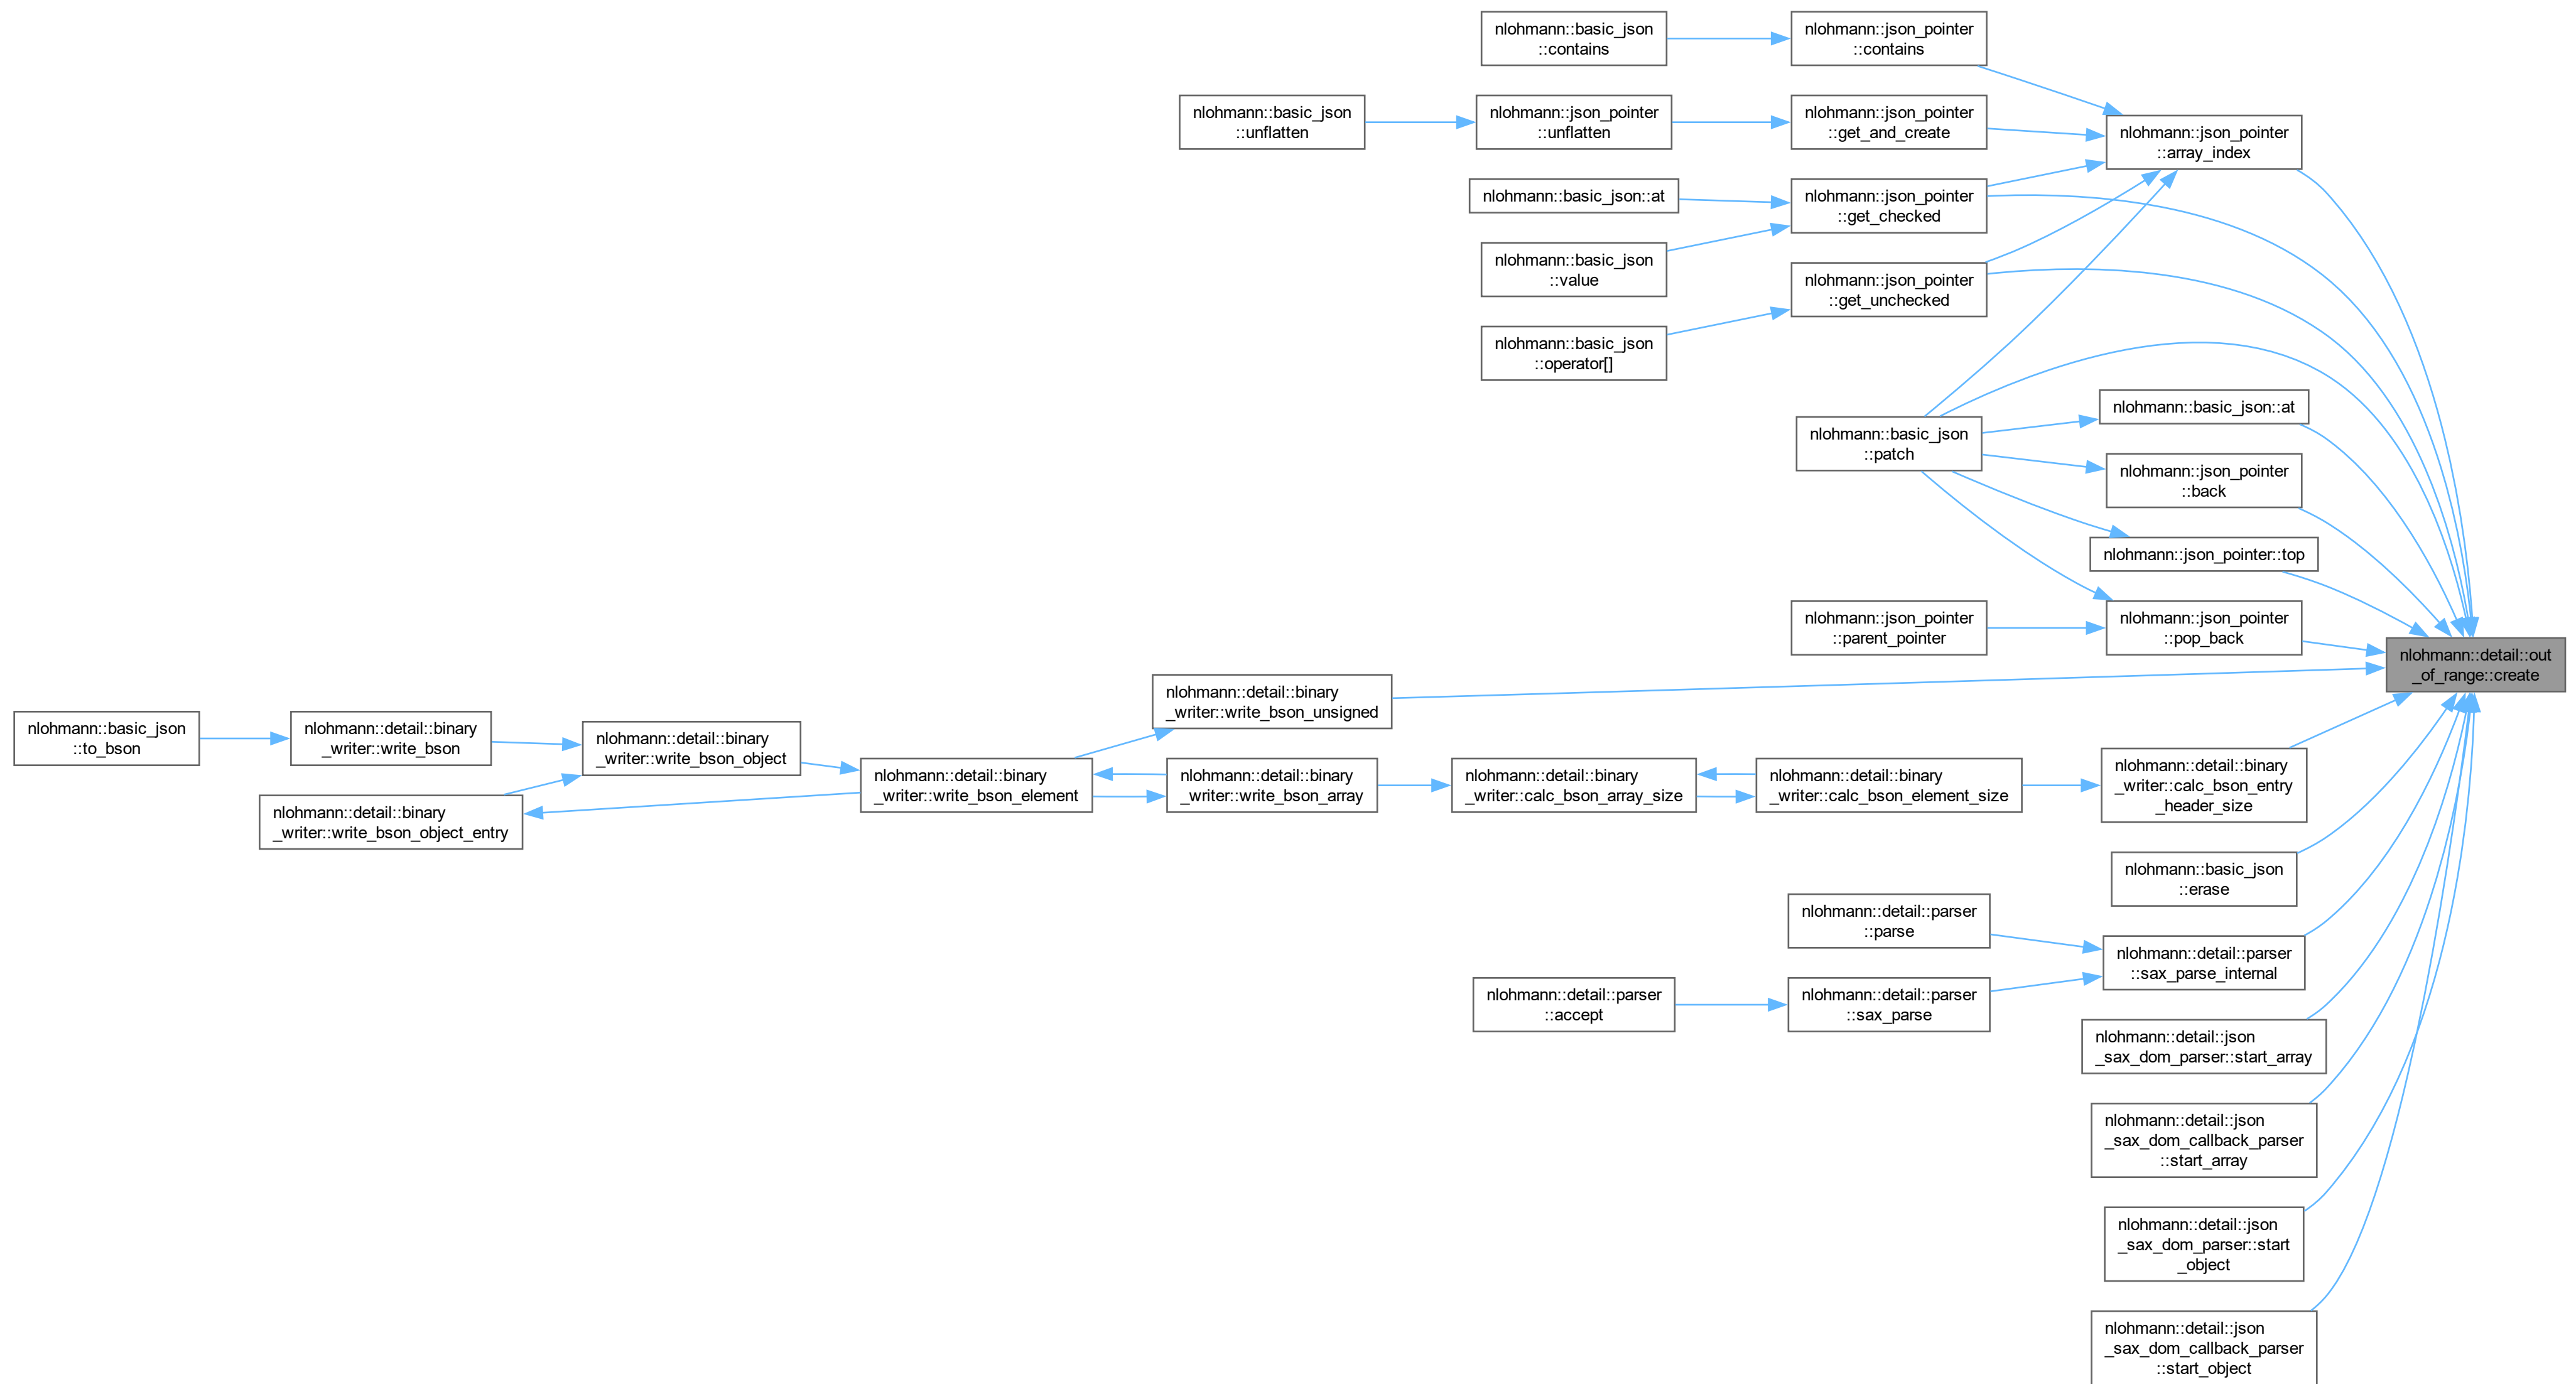 nlohmann::basic_json
::contains
nlohmann::json_pointer
::contains
nlohmann::basic_json
::unflatten
nlohmann::json_pointer
::unflatten
nlohmann::json_pointer
::get_and_create
nlohmann::json_pointer
::array_index
nlohmann::basic_json::at
nlohmann::json_pointer
::get_checked
nlohmann::basic_json
::value
nlohmann::json_pointer
::get_unchecked
nlohmann::basic_json
::operator[]
nlohmann::basic_json
::patch
nlohmann::basic_json::at
nlohmann::json_pointer
::back
nlohmann::json_pointer::top
nlohmann::json_pointer
::parent_pointer
nlohmann::json_pointer
::pop_back
nlohmann::detail::out
_of_range::create
nlohmann::detail::binary
_writer::write_bson_unsigned
nlohmann::basic_json
::to_bson
nlohmann::detail::binary
_writer::write_bson
nlohmann::detail::binary
_writer::write_bson_object
nlohmann::detail::binary
_writer::write_bson_object_entry
nlohmann::detail::binary
_writer::write_bson_element
nlohmann::detail::binary
_writer::write_bson_array
nlohmann::detail::binary
_writer::calc_bson_array_size
nlohmann::detail::binary
_writer::calc_bson_element_size
nlohmann::detail::binary
_writer::calc_bson_entry
_header_size
nlohmann::basic_json
::erase
nlohmann::detail::parser
::parse
nlohmann::detail::parser
::sax_parse_internal
nlohmann::detail::parser
::accept
nlohmann::detail::parser
::sax_parse
nlohmann::detail::json
_sax_dom_parser::start_array
nlohmann::detail::json
_sax_dom_callback_parser
::start_array
nlohmann::detail::json
_sax_dom_parser::start
_object
nlohmann::detail::json
_sax_dom_callback_parser
::start_object